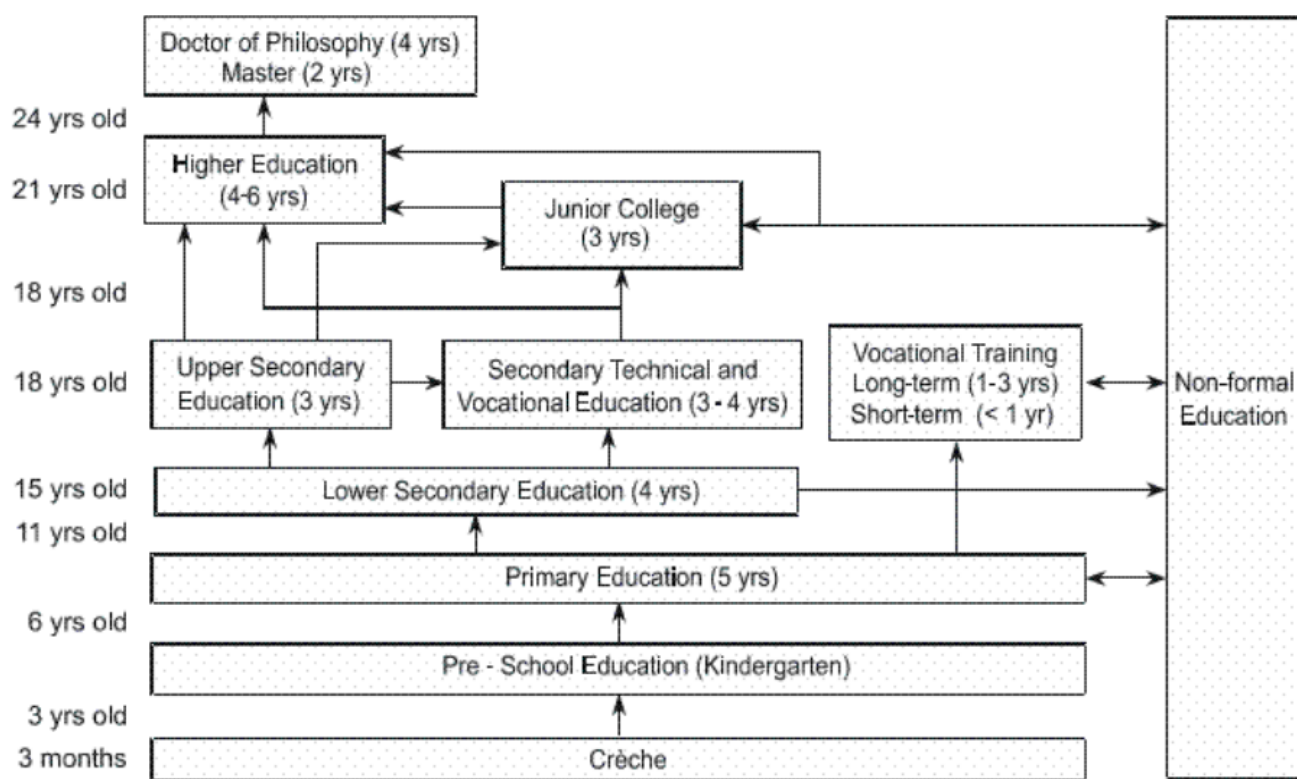 Doctor of Philosophy (4 yrs)
Master (2 yrs)
24 yrs old
Higher Education
(4-6 yrs)
21 yrs old
Junior College
(3 yrs)
18 yrs old
Upper Secondary
Education (3 yrs)
Secondary Technical and
Vocational Education (3 - 4 yrs)
Vocational Training
Long-term (1-3 yrs)
Short-term (< 1 yr)
Non-formal
Education
18 yrs old
15 yrs old
Lower Secondary Education (4 yrs)
11 yrs old
Primary Education (5 yrs)
6 yrs old
Pre - School Education (Kindergarten)
3 yrs old
3 months
Crèche